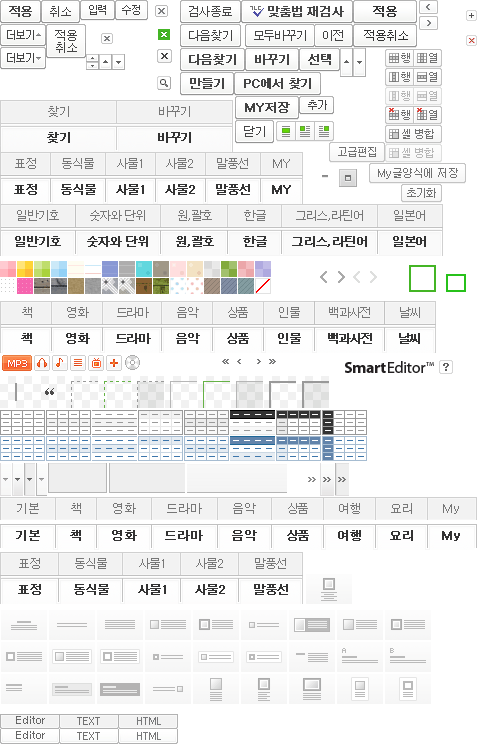 적용 취소 입력 수정 검사종료 맞춤법 재검사 적용
더보기 적용 취소 다음찾기 모두바꾸기 이전 적용취소
더보기 다음찾기 바꾸기 선택 행 열
만들기 PC에서 찾기 행 열
찾기 바꾸기 MY저장 추가 행 열
찾기 바꾸기 닫기 행 열
셀 병합
고급편집 셀 병합
표정 동식물 사물1 사물2 말풍선 MY My글양식에 저장
표정 동식물 사물1 사물2 말풍선 MY 초기화
일반기호 숫자와 단위 원,괄호 한글 그리스,라틴어 일본어
일반기호 숫자와 단위 원,괄호 한글 그리스,라틴어 일본어
책 영화 드라마 음악 상품 인물 백과사전 날씨
책 영화 드라마 음악 상품 인물 백과사전 날씨
MP3 SmartEditor™ ?
기본 책 영화 드라마 음악 상품 여행 요리 My
기본 책 영화 드라마 음악 상품 여행 요리 My
표정 동식물 사물1 사물2 말풍선
표정 동식물 사물1 사물2 말풍선
A B
Editor TEXT HTML
Editor TEXT HTML